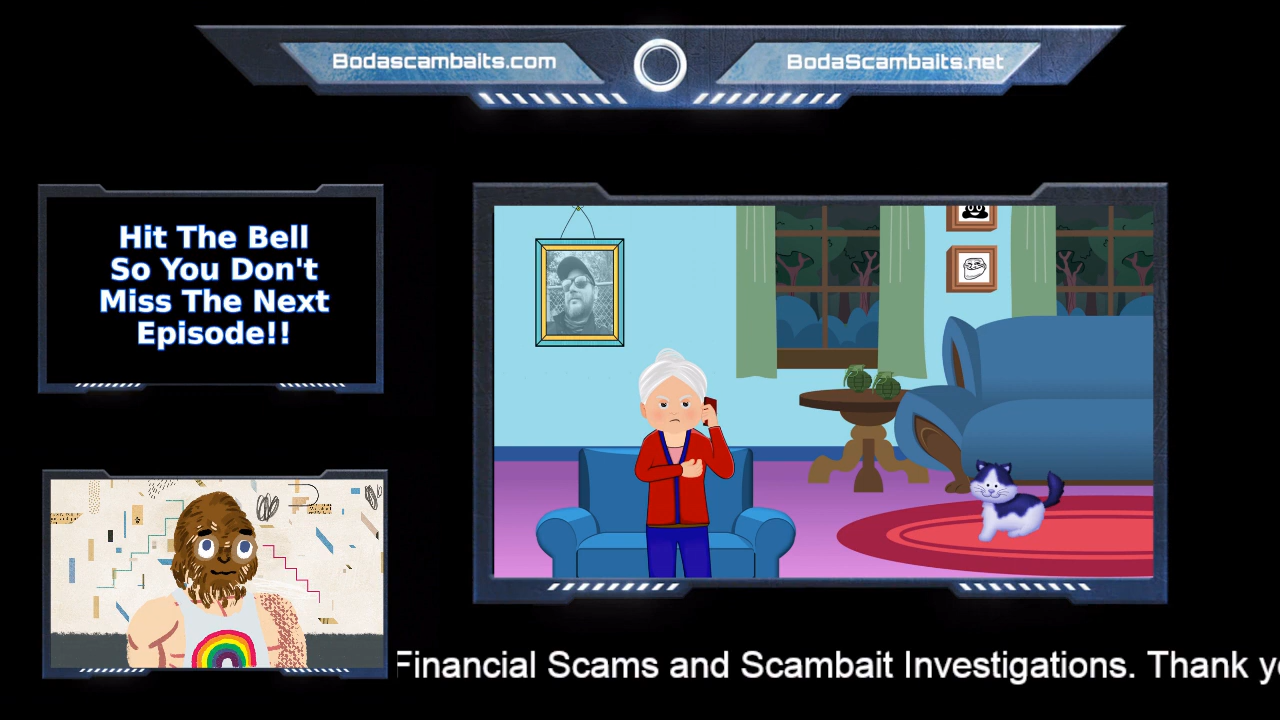 Bodascambaits.com
BodaScambaits.net
Hit The Bell
So You Don't
Miss The Next
Episode!!
Financial Scams and Scambait Investigations. Thank y